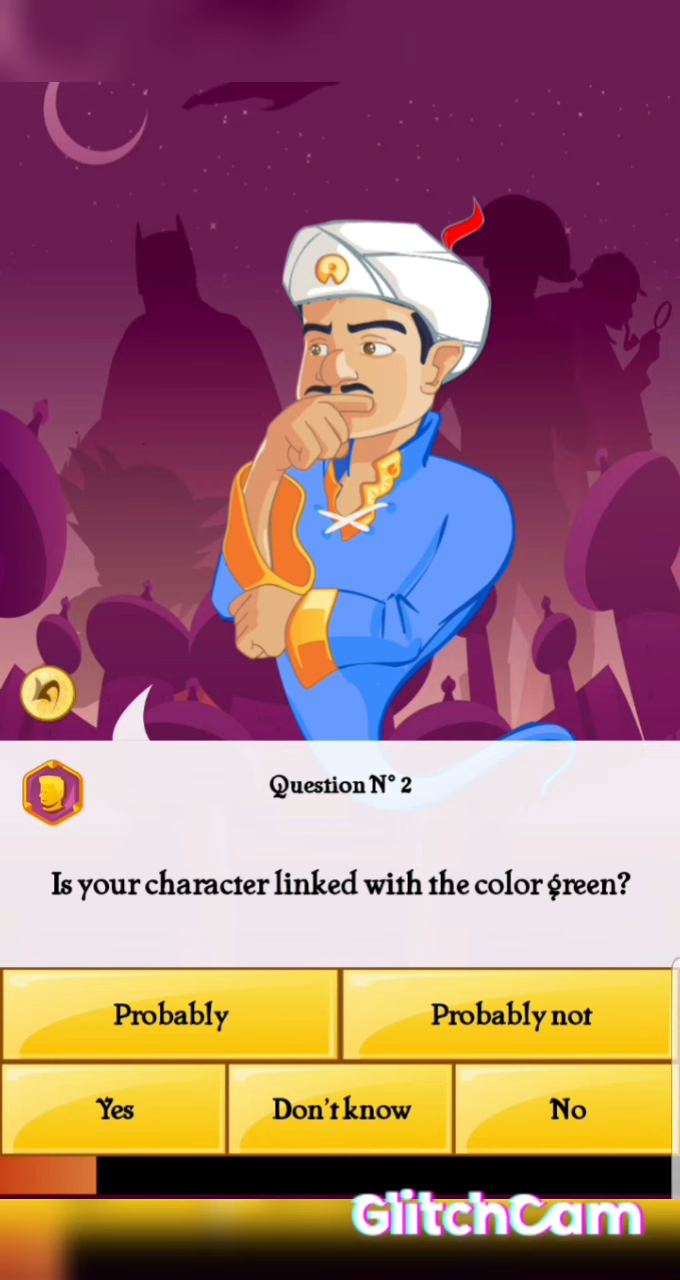 Question N° 2
Is your character linked with the color green?
Probably
Probably not
Yes
Don't know
No
GlitchCam